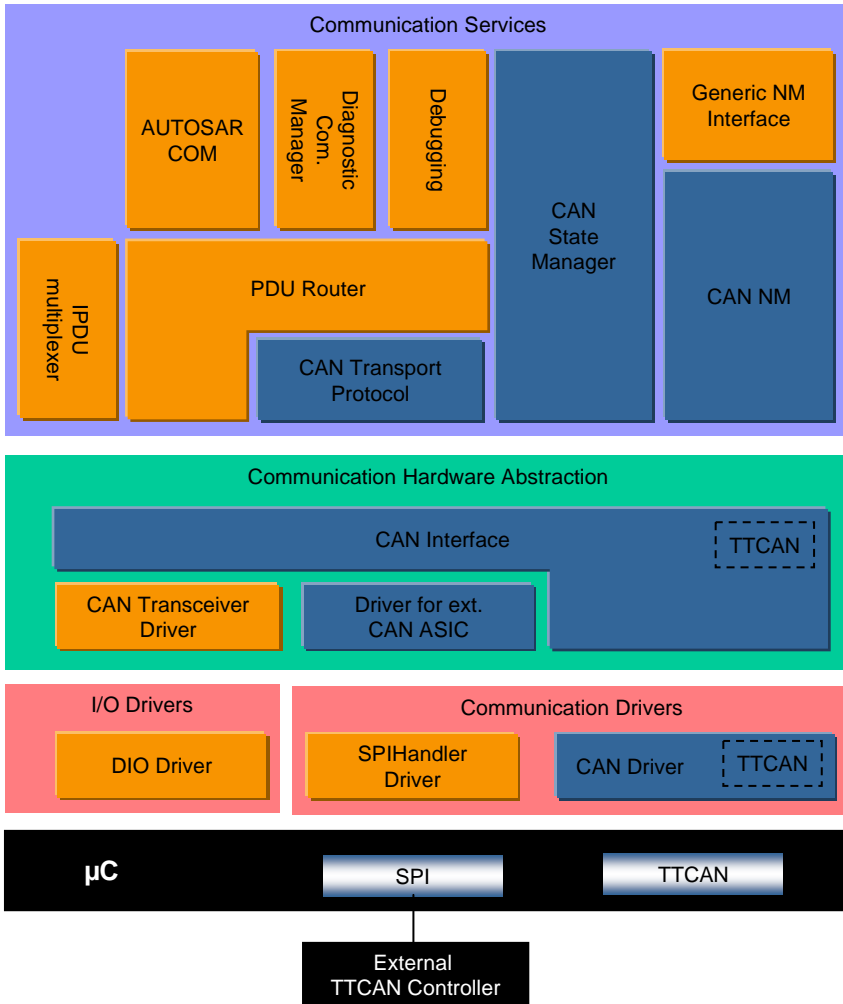 Communication Services
AUTOSAR
COM
Diagnostic
Com.
Manager
Debugging
CAN
State
Manager
Generic NM
Interface
CAN NM
IPDU
multiplexer
PDU Router
CAN Transport
Protocol
Communication Hardware Abstraction
CAN Interface
TTCAN
CAN Transceiver
Driver
Driver for ext.
CAN ASIC
I/O Drivers
Communication Drivers
DIO Driver
SPIHandler
Driver
CAN Driver
TTCAN
µC
SPI
TTCAN
External
TTCAN Controller